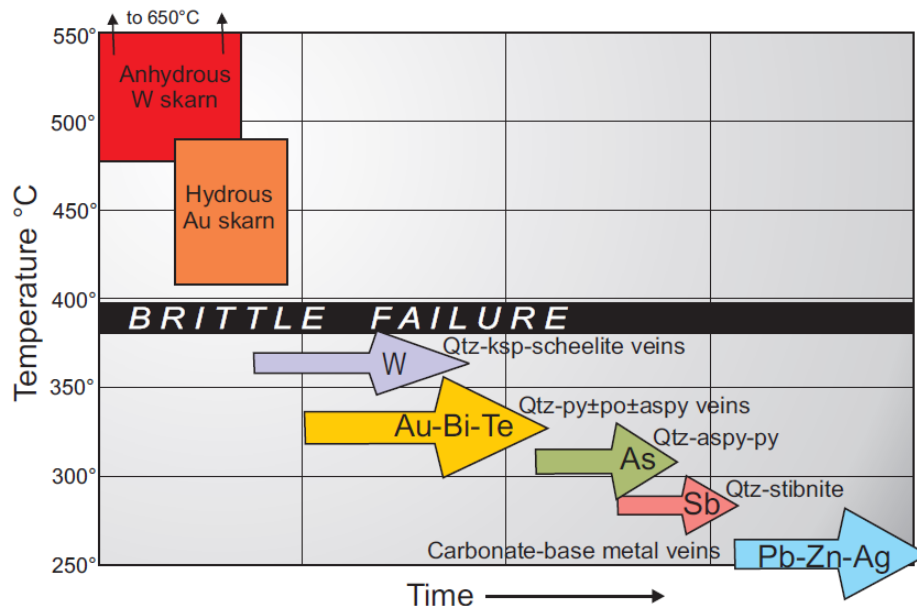 to 650°C
550°
Anhydrous
W skarn
500°
Hydrous
Au skarn
450°
Temperature °C
400°
BRITTLE FAILURE
W
Qtz-ksp-scheelite veins
350°
Au-Bi-Te
Qtz-py±po±aspy veins
As
Qtz-aspy-py
300°
Sb
Qtz-stibnite
Carbonate-base metal veins
Pb-Zn-Ag
250°
Time